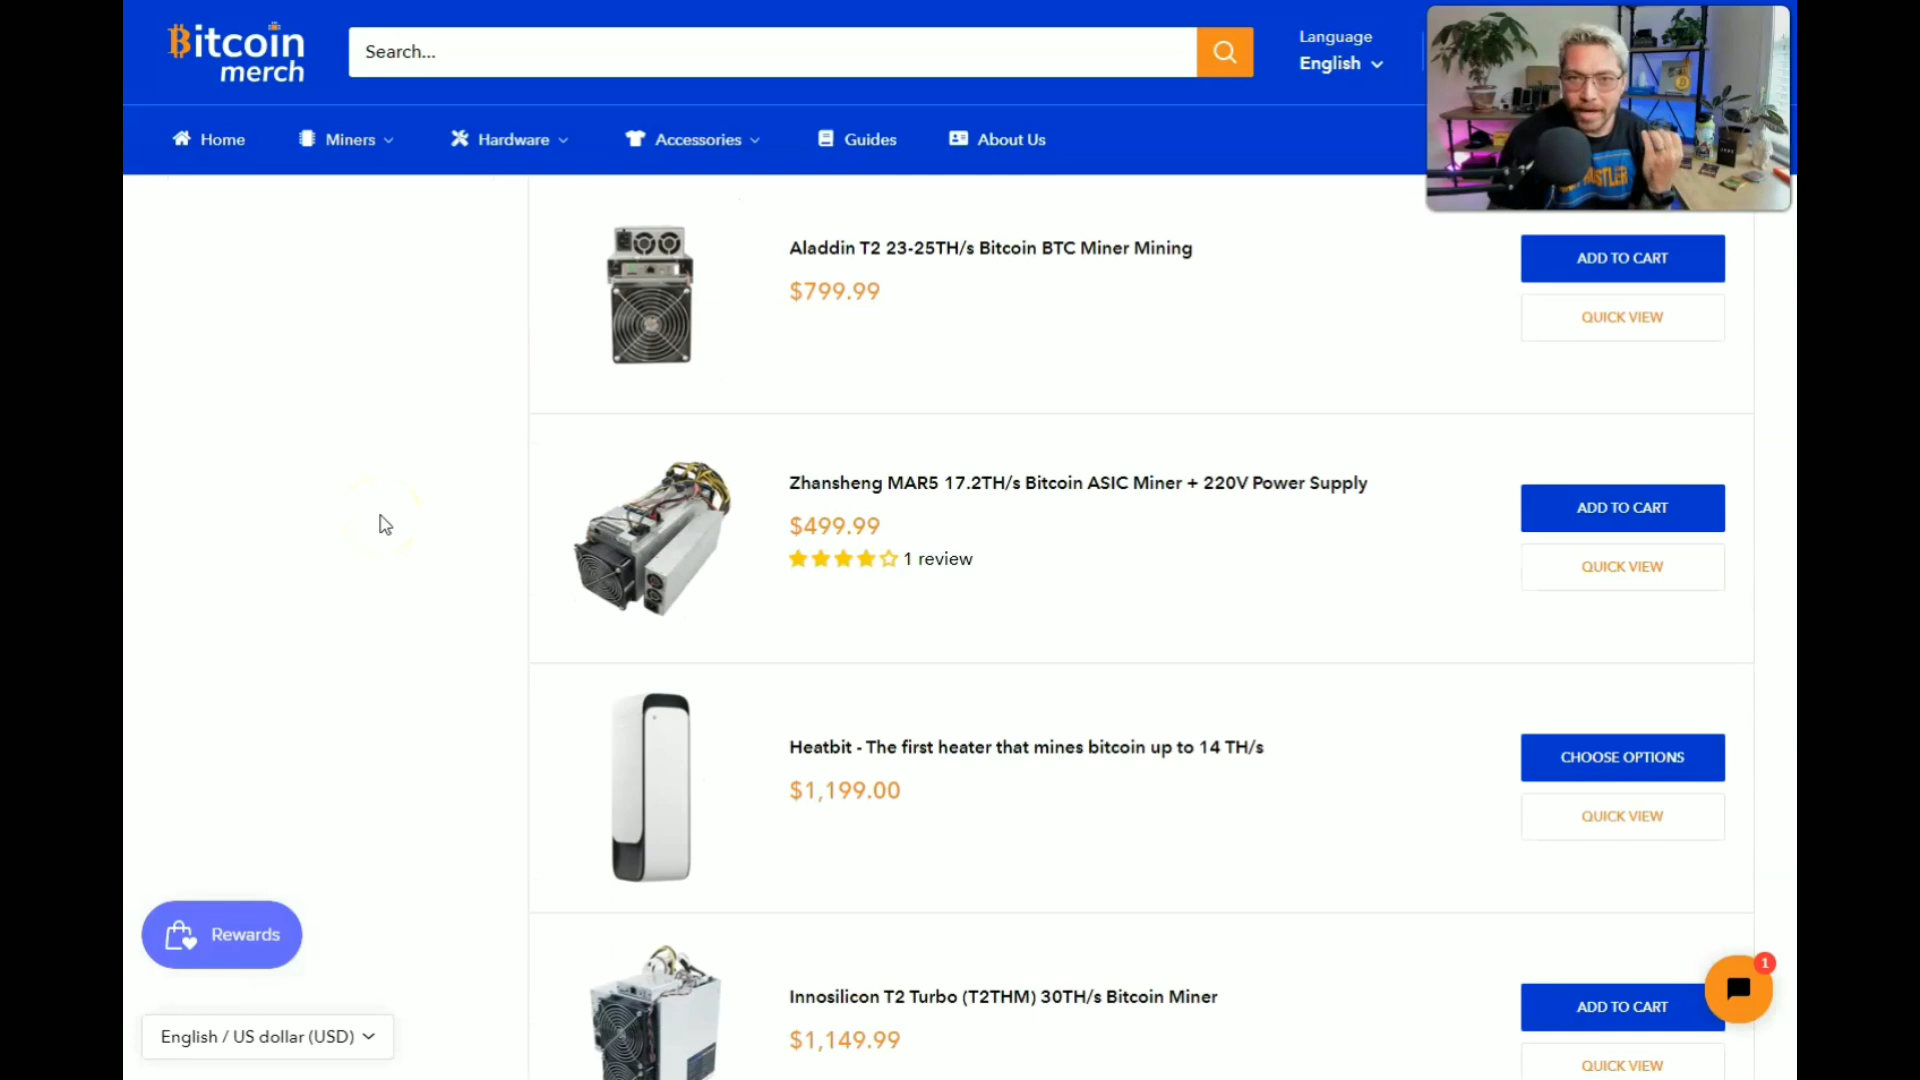 Bitcoin
merch
Search...
Language
English
Home
Miners
Hardware
Accessories
Guides
About Us
Aladdin T2 23-25TH/s Bitcoin BTC Miner Mining
$799.99
ADD TO CART
QUICK VIEW
Zhansheng MAR5 17.2TH/s Bitcoin ASIC Miner + 220V Power Supply
$499.99
1 review
ADD TO CART
QUICK VIEW
Heatbit - The first heater that mines bitcoin up to 14 TH/s
$1,199.00
CHOOSE OPTIONS
QUICK VIEW
Innosilicon T2 Turbo (T2THM) 30TH/s Bitcoin Miner
$1,149.99
ADD TO CART
QUICK VIEW
Rewards
1
English / US dollar (USD)